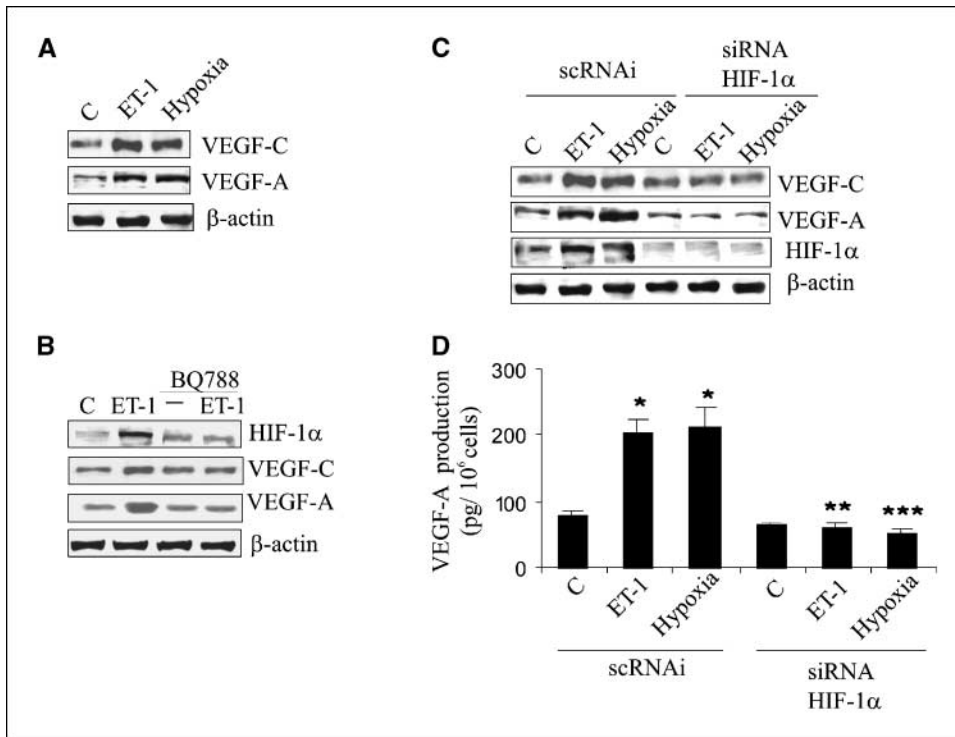 A
C ET-1 Hypoxia
VEGF-C
VEGF-A
β-actin
B
BQ788
C ET-1 – ET-1
HIF-1α
VEGF-C
VEGF-A
β-actin
C
scRNAi
siRNA
HIF-1α
C ET-1 Hypoxia C ET-1 Hypoxia
VEGF-C
VEGF-A
HIF-1α
β-actin
D
VEGF-A production
(pg/ 10⁶ cells)
300
200
100
0
* * ** ***
C ET-1 Hypoxia C ET-1 Hypoxia
scRNAi
siRNA
HIF-1α